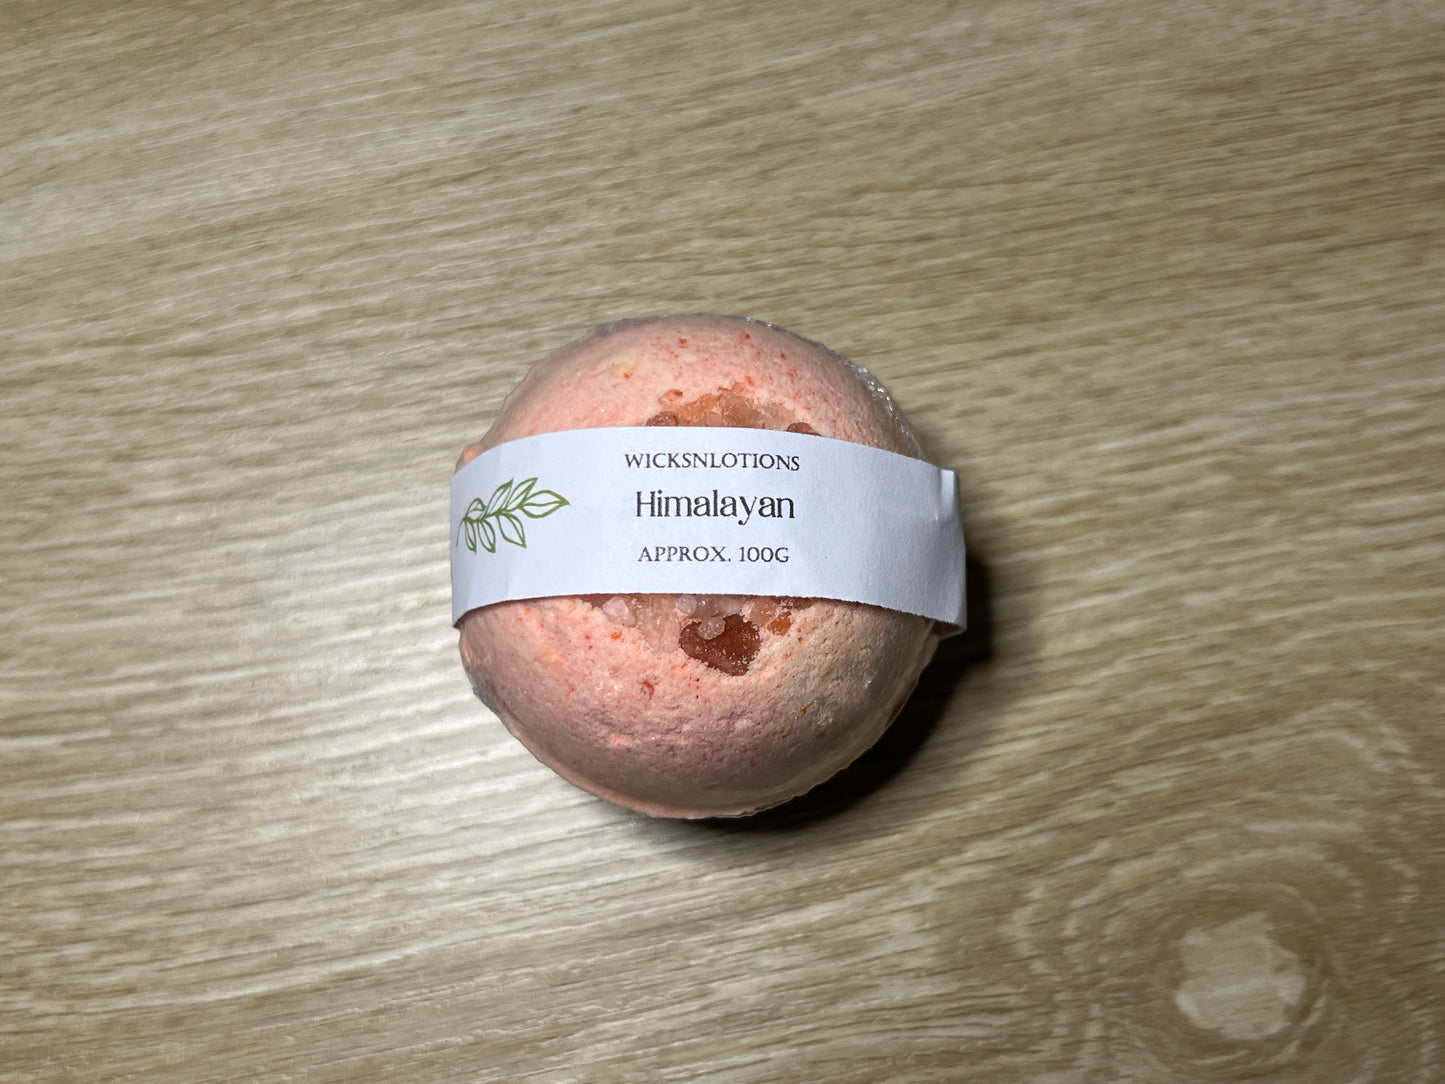 WICKSNLOTIONS
Himalayan
APPROX. 100G